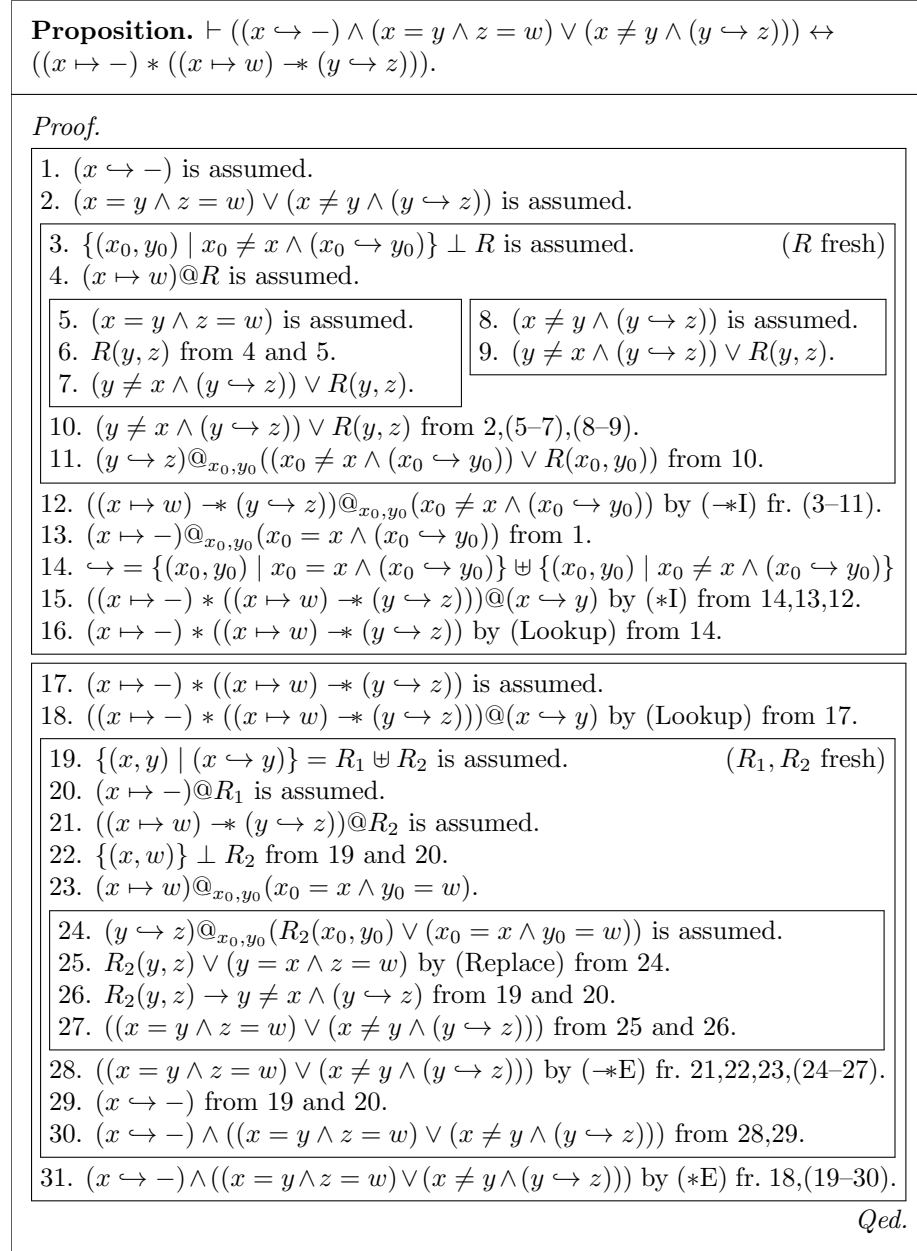 Proposition. ⊢ ((x ↪ −) ∧ (x = y ∧ z = w) ∨ (x ≠ y ∧ (y ↪ z))) ↔
((x ↦ −) ∗ ((x ↦ w) −∗ (y ↪ z))).
Proof.
1. (x ↪ −) is assumed.
2. (x = y ∧ z = w) ∨ (x ≠ y ∧ (y ↪ z)) is assumed.
3. {(x₀, y₀) | x₀ ≠ x ∧ (x₀ ↪ y₀)} ⊥ R is assumed. (R fresh)
4. (x ↦ w)@R is assumed.
5. (x = y ∧ z = w) is assumed.
6. R(y, z) from 4 and 5.
7. (y ≠ x ∧ (y ↪ z)) ∨ R(y, z).
8. (x ≠ y ∧ (y ↪ z)) is assumed.
9. (y ≠ x ∧ (y ↪ z)) ∨ R(y, z).
10. (y ≠ x ∧ (y ↪ z)) ∨ R(y, z) from 2,(5–7),(8–9).
11. (y ↪ z)@x₀,y₀((x₀ ≠ x ∧ (x₀ ↪ y₀)) ∨ R(x₀, y₀)) from 10.
12. ((x ↦ w) −∗ (y ↪ z))@x₀,y₀(x₀ ≠ x ∧ (x₀ ↪ y₀)) by (−∗I) fr. (3–11).
13. (x ↦ −)@x₀,y₀(x₀ = x ∧ (x₀ ↪ y₀)) from 1.
14. ↪ = {(x₀, y₀) | x₀ = x ∧ (x₀ ↪ y₀)} ⊎ {(x₀, y₀) | x₀ ≠ x ∧ (x₀ ↪ y₀)}
15. ((x ↦ −) ∗ ((x ↦ w) −∗ (y ↪ z)))@(x ↪ y) by (∗I) from 14,13,12.
16. (x ↦ −) ∗ ((x ↦ w) −∗ (y ↪ z)) by (Lookup) from 14.
17. (x ↦ −) ∗ ((x ↦ w) −∗ (y ↪ z)) is assumed.
18. ((x ↦ −) ∗ ((x ↦ w) −∗ (y ↪ z)))@(x ↪ y) by (Lookup) from 17.
19. {(x, y) | (x ↪ y)} = R₁ ⊎ R₂ is assumed. (R₁, R₂ fresh)
20. (x ↦ −)@R₁ is assumed.
21. ((x ↦ w) −∗ (y ↪ z))@R₂ is assumed.
22. {(x, w)} ⊥ R₂ from 19 and 20.
23. (x ↦ w)@x₀,y₀(x₀ = x ∧ y₀ = w).
24. (y ↪ z)@x₀,y₀(R₂(x₀, y₀) ∨ (x₀ = x ∧ y₀ = w)) is assumed.
25. R₂(y, z) ∨ (y = x ∧ z = w) by (Replace) from 24.
26. R₂(y, z) → y ≠ x ∧ (y ↪ z) from 19 and 20.
27. ((x = y ∧ z = w) ∨ (x ≠ y ∧ (y ↪ z))) from 25 and 26.
28. ((x = y ∧ z = w) ∨ (x ≠ y ∧ (y ↪ z))) by (−∗E) fr. 21,22,23,(24–27).
29. (x ↪ −) from 19 and 20.
30. (x ↪ −) ∧ ((x = y ∧ z = w) ∨ (x ≠ y ∧ (y ↪ z))) from 28,29.
31. (x ↪ −)∧((x = y∧z = w)∨(x ≠ y∧(y ↪ z))) by (∗E) fr. 18,(19–30).
Qed.